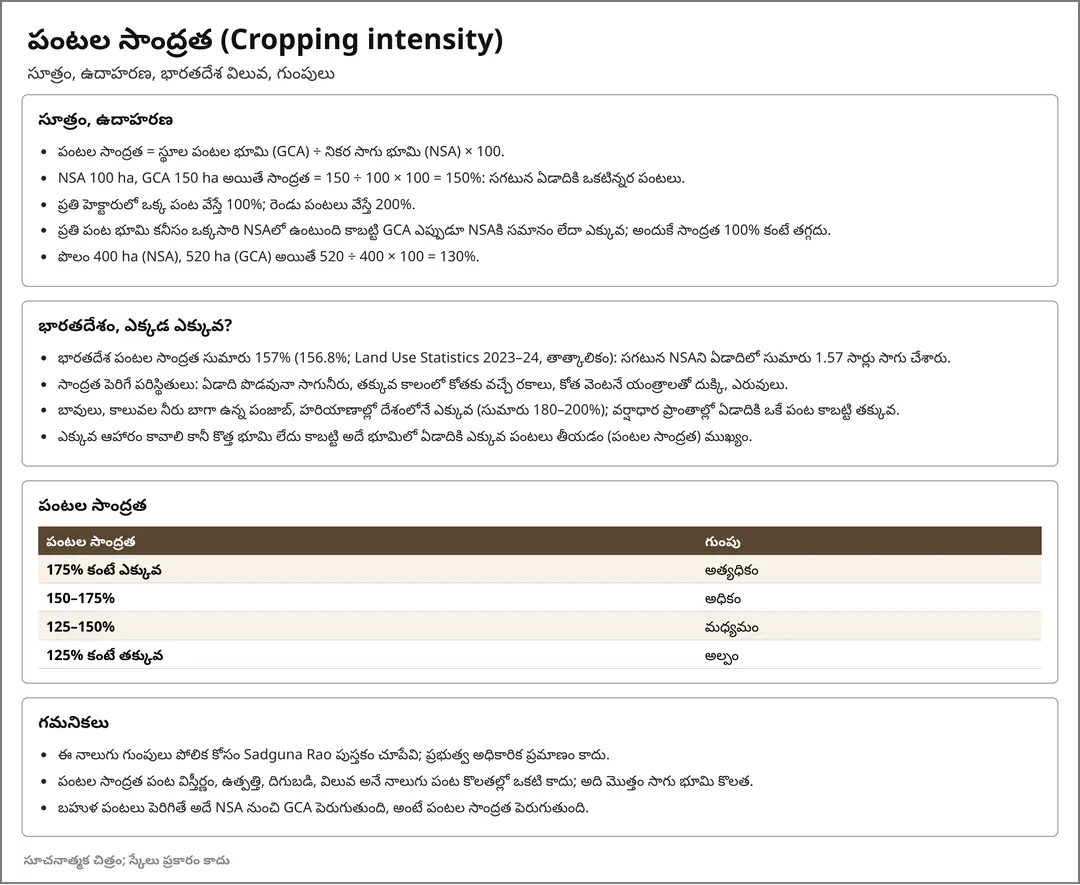 పంటల సాంద్రత (Cropping intensity)
సూత్రం, ఉదాహరణ, భారతదేశ విలువ, గుంపులు
సూత్రం, ఉదాహరణ
• పంటల సాంద్రత = స్థూల పంటల భూమి (GCA) ÷ నికర సాగు భూమి (NSA) × 100.
• NSA 100 ha, GCA 150 ha అయితే సాంద్రత = 150 ÷ 100 × 100 = 150%: సగటున ఏడాదికి ఒకటిన్నర పంటలు.
• ప్రతి హెక్టారులో ఒక్క పంట వేస్తే 100%; రెండు పంటలు వేస్తే 200%.
• ప్రతి పంట భూమి కనీసం ఒక్కసారి NSAలో ఉంటుంది కాబట్టి GCA ఎప్పుడూ NSAకి సమానం లేదా ఎక్కువ; అందుకే సాంద్రత 100% కంటే తగ్గదు.
• పొలం 400 ha (NSA), 520 ha (GCA) అయితే 520 ÷ 400 × 100 = 130%.
భారతదేశం, ఎక్కడ ఎక్కువ?
• భారతదేశ పంటల సాంద్రత సుమారు 157% (156.8%; Land Use Statistics 2023–24, తాత్కాలికం): సగటున NSAని ఏడాదిలో సుమారు 1.57 సార్లు సాగు చేశారు.
• సాంద్రత పెరిగే పరిస్థితులు: ఏడాది పొడవునా సాగునీరు, తక్కువ కాలంలో కోతకు వచ్చే రకాలు, కోత వెంటనే యంత్రాలతో దుక్కి, ఎరువులు.
• బావులు, కాలువల నీరు బాగా ఉన్న పంజాబ్, హరియాణాల్లో దేశంలోనే ఎక్కువ (సుమారు 180–200%); వర్షాధార ప్రాంతాల్లో ఏడాదికి ఒకే పంట కాబట్టి తక్కువ.
• ఎక్కువ ఆహారం కావాలి కానీ కొత్త భూమి లేదు కాబట్టి అదే భూమిలో ఏడాదికి ఎక్కువ పంటలు తీయడం (పంటల సాంద్రత) ముఖ్యం.
పంటల సాంద్రత
పంటల సాంద్రత గుంపు
175% కంటే ఎక్కువ అత్యధికం
150–175% అధికం
125–150% మధ్యమం
125% కంటే తక్కువ అల్పం
గమనికలు
• ఈ నాలుగు గుంపులు పోలిక కోసం Sadguna Rao పుస్తకం చూపేవి; ప్రభుత్వ అధికారిక ప్రమాణం కాదు.
• పంటల సాంద్రత పంట విస్తీర్ణం, ఉత్పత్తి, దిగుబడి, విలువ అనే నాలుగు పంట కొలతల్లో ఒకటి కాదు; అది మొత్తం సాగు భూమి కొలత.
• బహుళ పంటలు పెరిగితే అదే NSA నుంచి GCA పెరుగుతుంది, అంటే పంటల సాంద్రత పెరుగుతుంది.
సూచనాత్మక చిత్రం; స్కేలు ప్రకారం కాదు